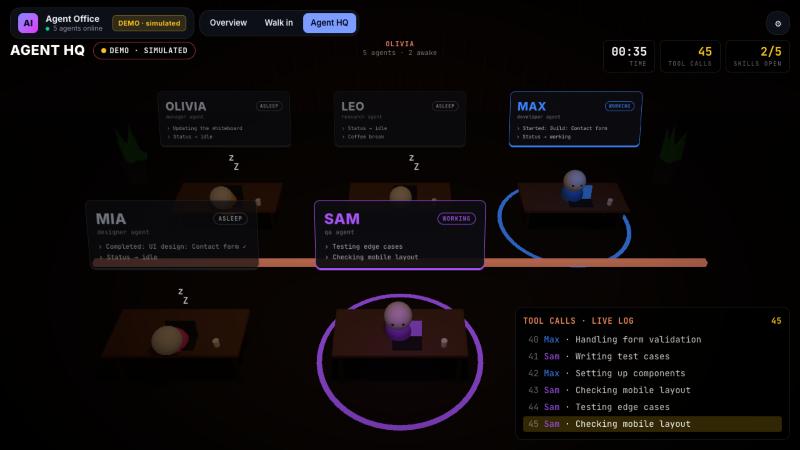 AI
Agent Office
5 agents online
DEMO · simulated
Overview
Walk in
Agent HQ
AGENT HQ
DEMO · SIMULATED
OLIVIA
5 agents · 2 awake
00:35
TIME
45
TOOL CALLS
2/5
SKILLS OPEN
OLIVIA
ASLEEP
manager agent
› Updating the whiteboard
› Status → idle
LEO
ASLEEP
research agent
› Status → idle
› Coffee break
MAX
WORKING
developer agent
› Started: Build: Contact form
› Status → working
z
Z
z
Z
MIA
ASLEEP
designer agent
› Completed: UI design: Contact form ✓
› Status → idle
SAM
WORKING
qa agent
› Testing edge cases
› Checking mobile layout
z
Z
TOOL CALLS · LIVE LOG
45
40 Max · Handling form validation
41 Sam · Writing test cases
42 Max · Setting up components
43 Sam · Checking mobile layout
44 Sam · Testing edge cases
45 Sam · Checking mobile layout